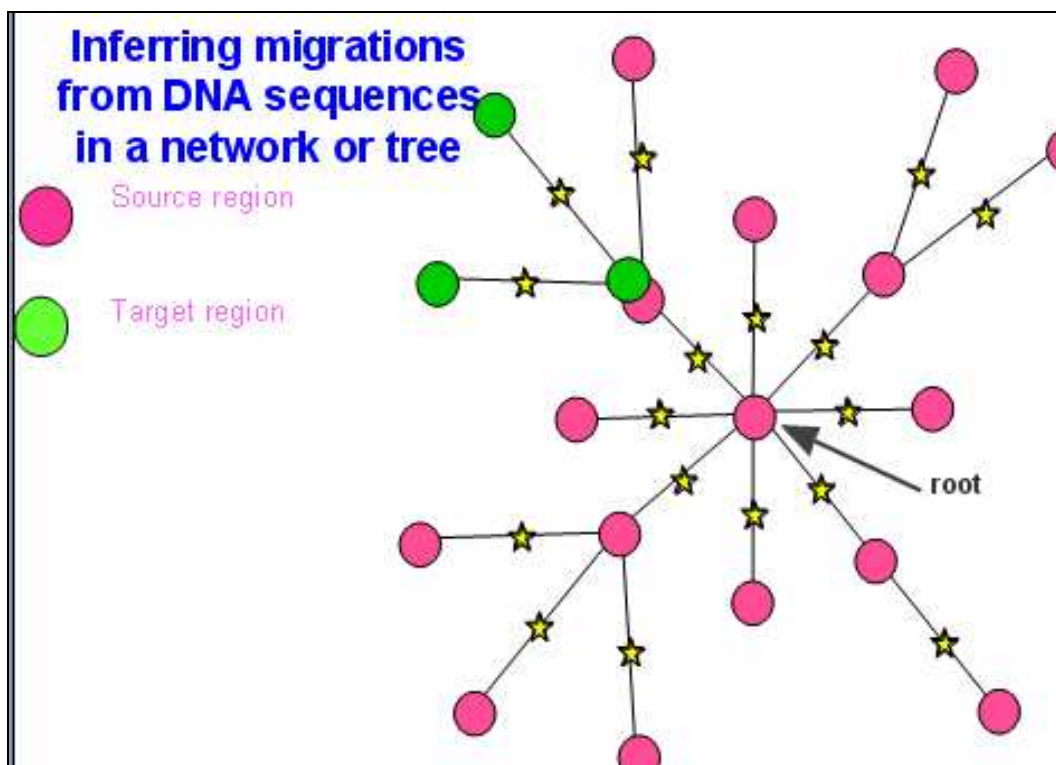 Inferring migrations
from DNA sequences
in a network or tree
Source region
Target region
root